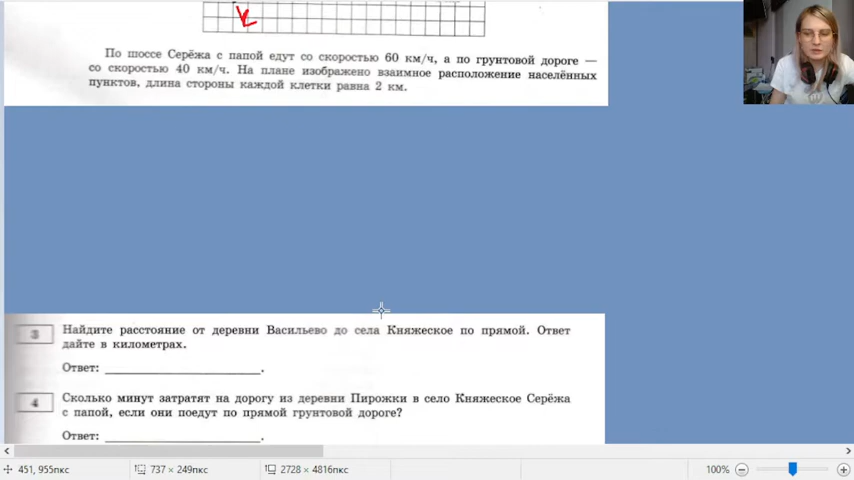 По шоссе Серёжа с папой едут со скоростью 60 км/ч, а по грунтовой дороге —
со скоростью 40 км/ч. На плане изображено взаимное расположение населённых
пунктов, длина стороны каждой клетки равна 2 км.
3
Найдите расстояние от деревни Васильево до села Княжеское по прямой. Ответ
дайте в километрах.
Ответ: ____________________.
4
Сколько минут затратят на дорогу из деревни Пирожки в село Княжеское Серёжа
с папой, если они поедут по прямой грунтовой дороге?
Ответ: ____________________.
451, 955пкс
737 × 249пкс
2728 × 4816пкс
100%